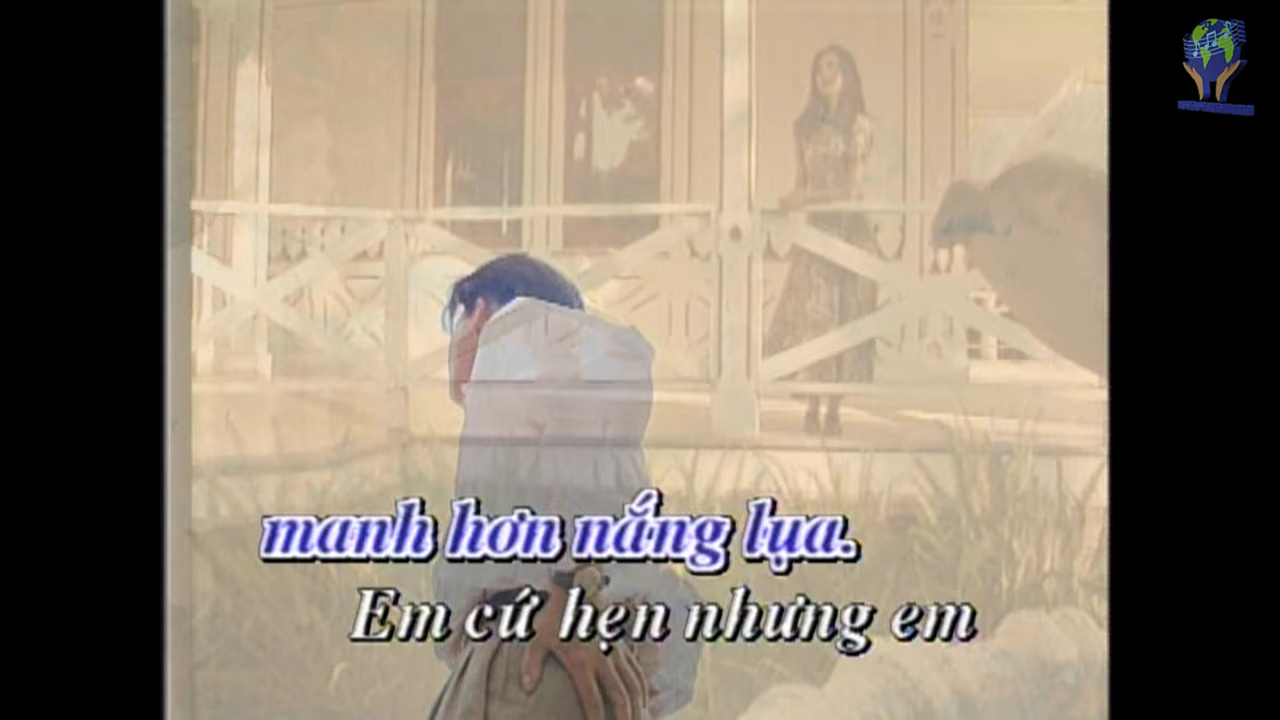 manh hơn nắng lụa.
Em cứ hẹn nhưng em